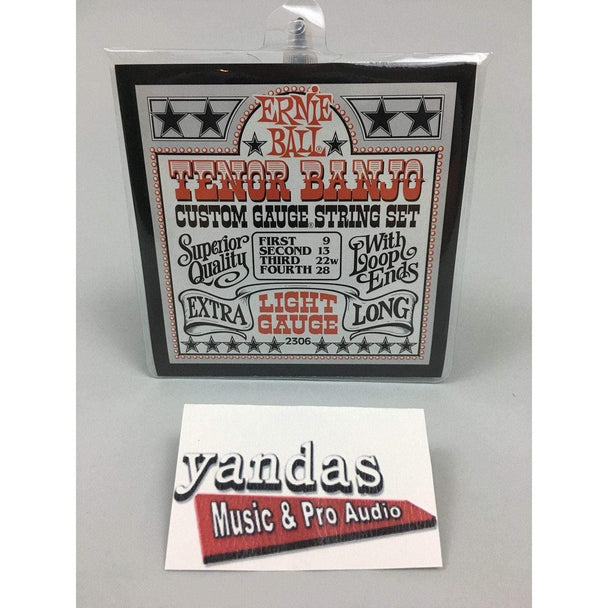 ERNIE
BALL®
TENOR BANJO
CUSTOM GAUGE® STRING SET
Superior
Quality
FIRST 9
SECOND 13
THIRD 22W
FOURTH 28
With
Loop
Ends
EXTRA
LIGHT
GAUGE
LONG
2306
yandas
Music & Pro Audio